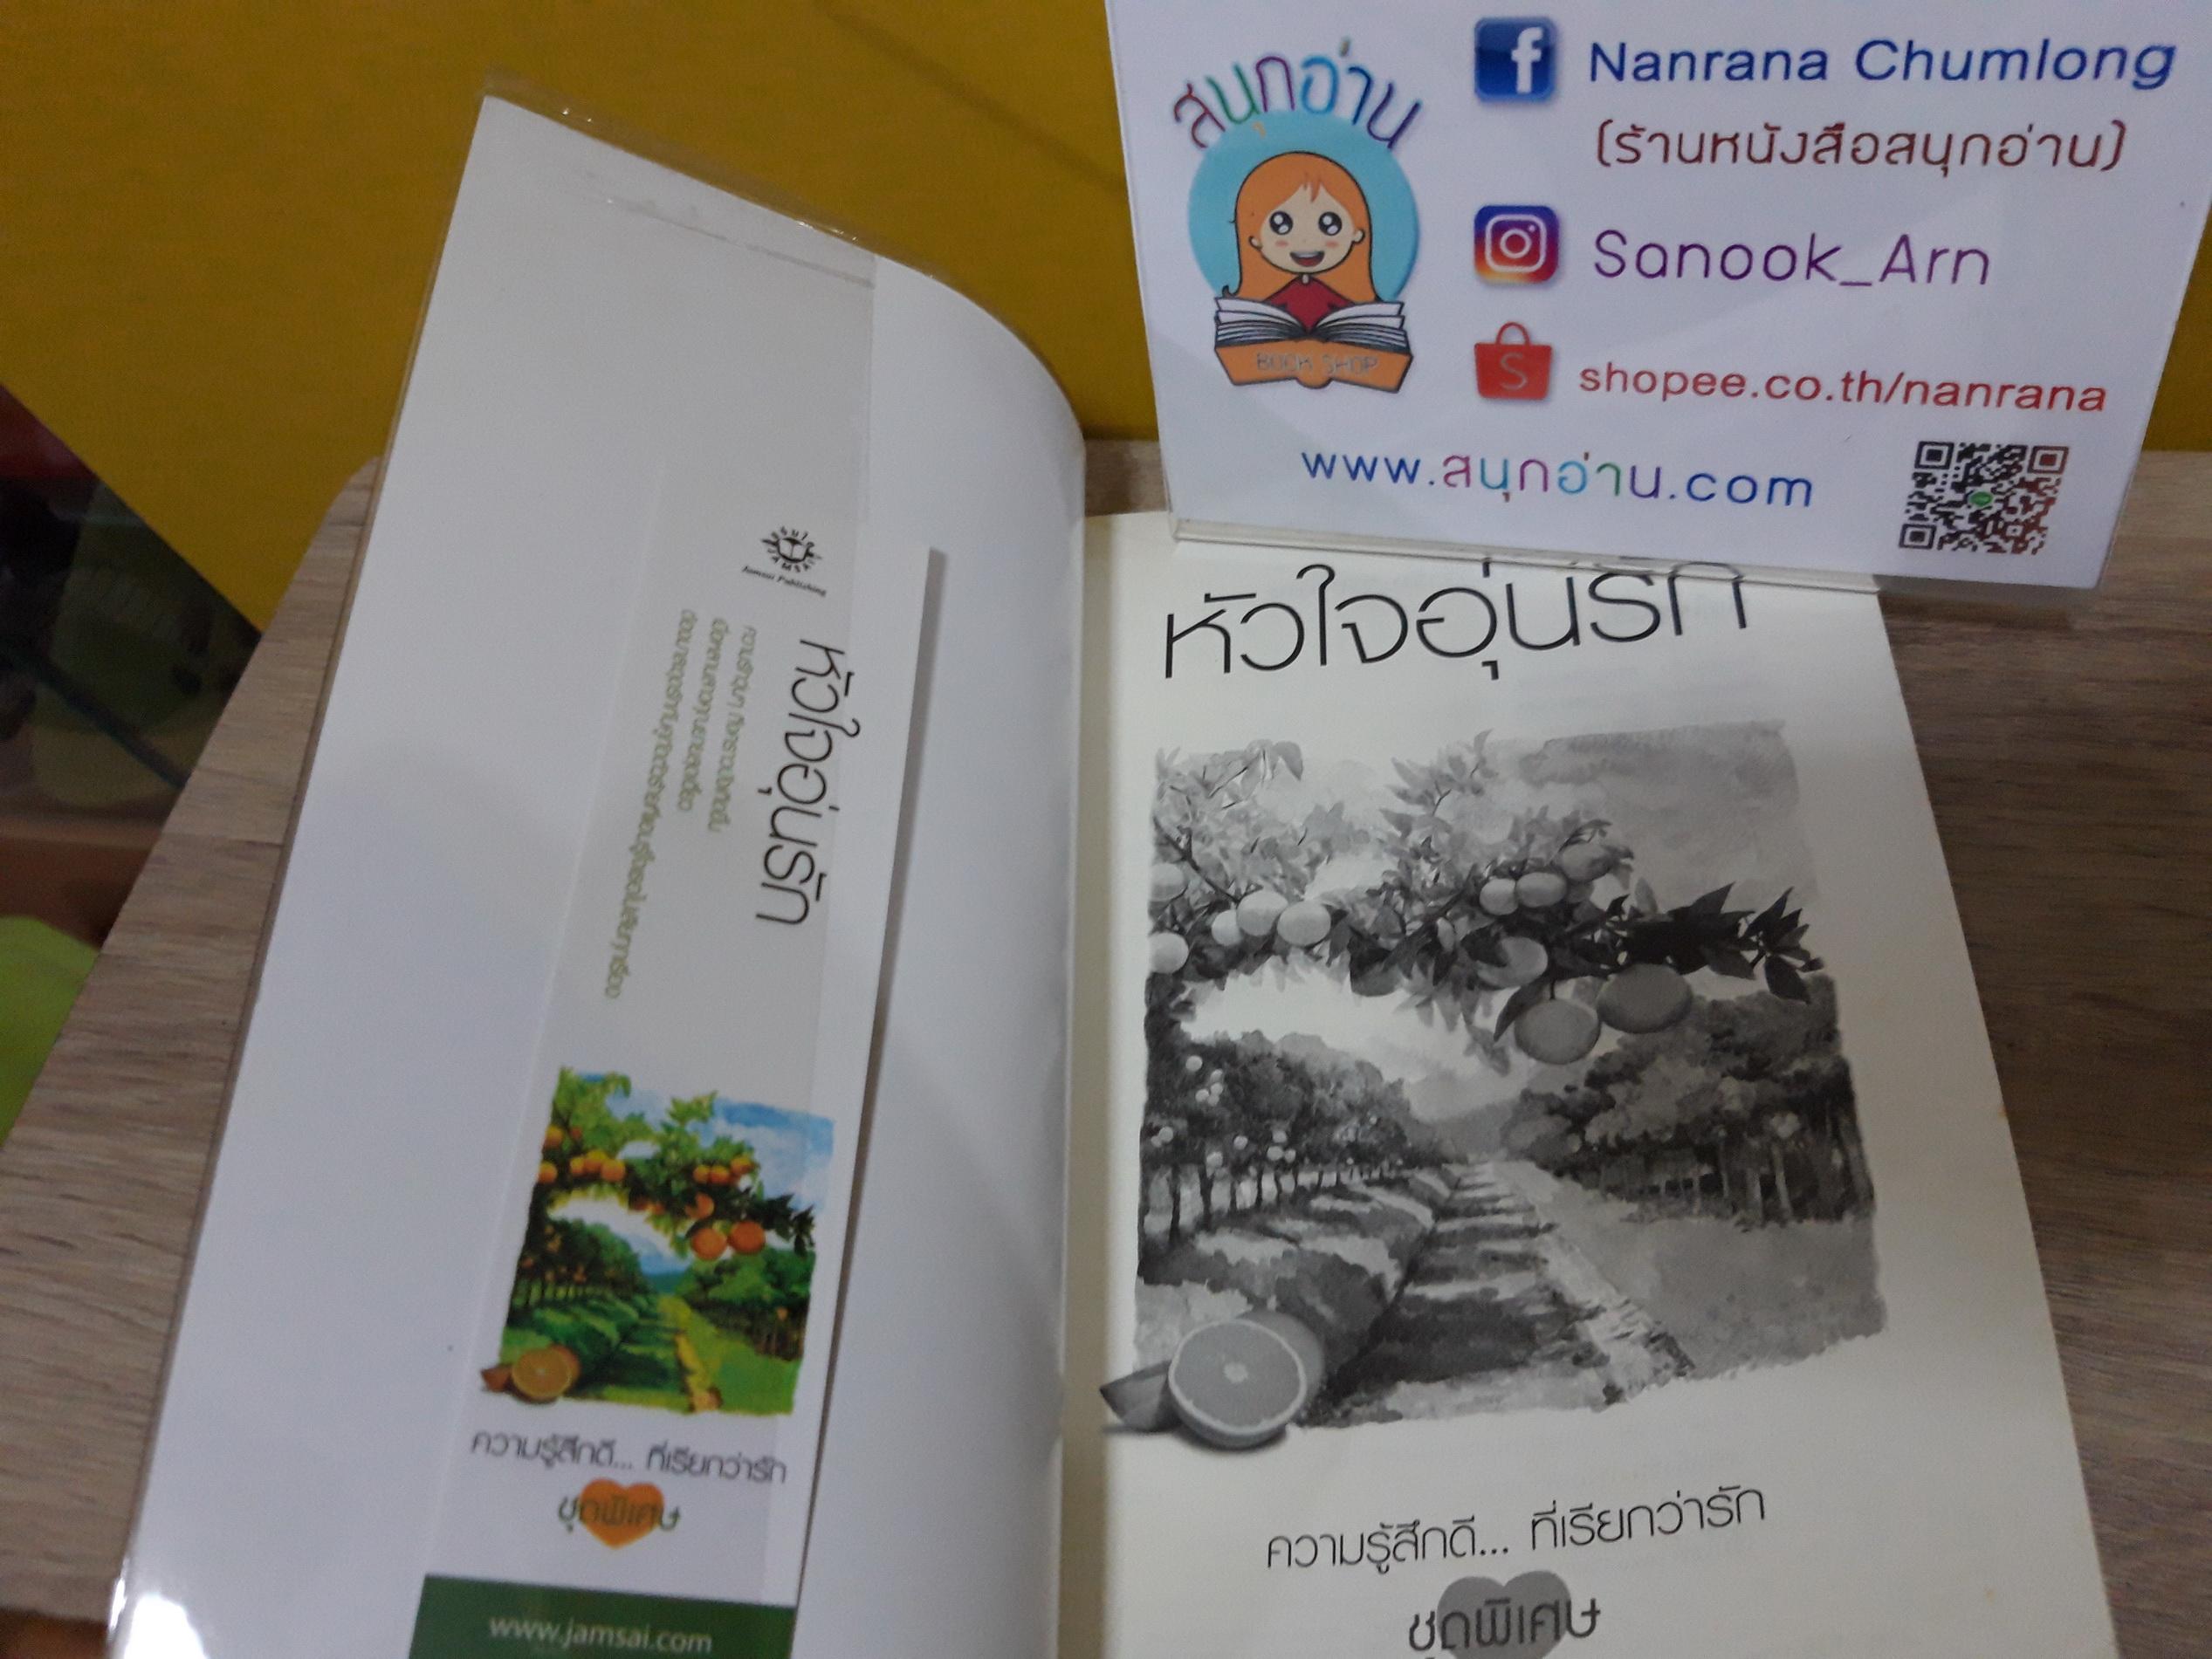 สนุกอ่าน
BOOK SHOP
Nanrana Chumlong
(ร้านหนังสือสนุกอ่าน)
Sanook_Arn
shopee.co.th/nanrana
www.สนุกอ่าน.com
Jamsai Publishing
หัวใจอุ่นรัก
ความรู้สึกดี... ที่เรียกว่ารัก
ชุดพิเศษ
www.jamsai.com
หัวใจอุ่นรัก
ความรู้สึกดี... ที่เรียกว่ารัก
ชุดพิเศษ